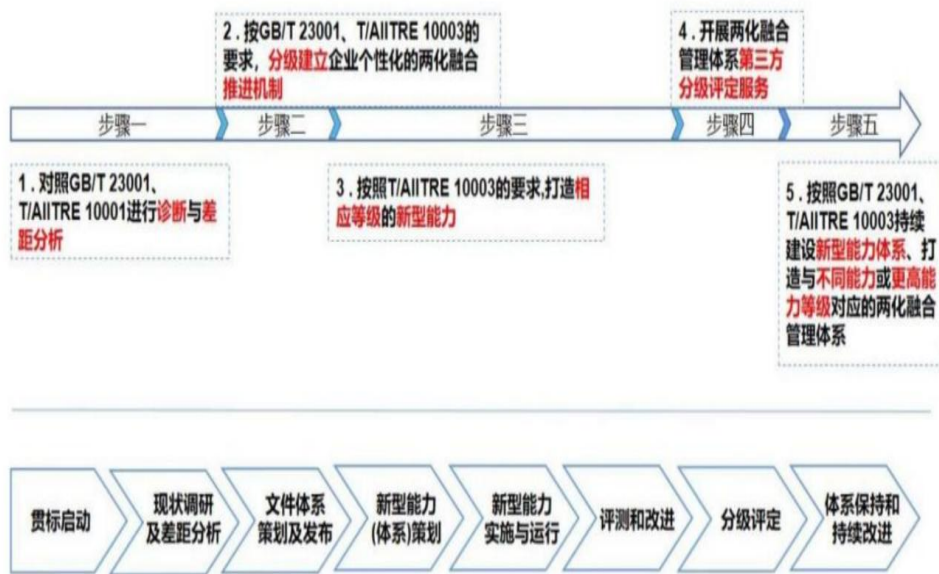 2 . 按GB/T 23001、T/AIITRE 10003的
要求，分级建立企业个性化的两化融合
推进机制
4 . 开展两化融合
管理体系第三方
分级评定服务
步骤一
步骤二
步骤三
步骤四
步骤五
1 . 对照GB/T 23001、
T/AIITRE 10001进行诊断与差
距分析
3 . 按照T/AIITRE 10003的要求,打造相
应等级的新型能力
5 . 按照GB/T 23001、
T/AIITRE 10003持续
建设新型能力体系、打
造与不同能力或更高能
力等级对应的两化融合
管理体系
贯标启动
现状调研
及差距分析
文件体系
策划及发布
新型能力
(体系)策划
新型能力
实施与运行
评测和改进
分级评定
体系保持和
持续改进